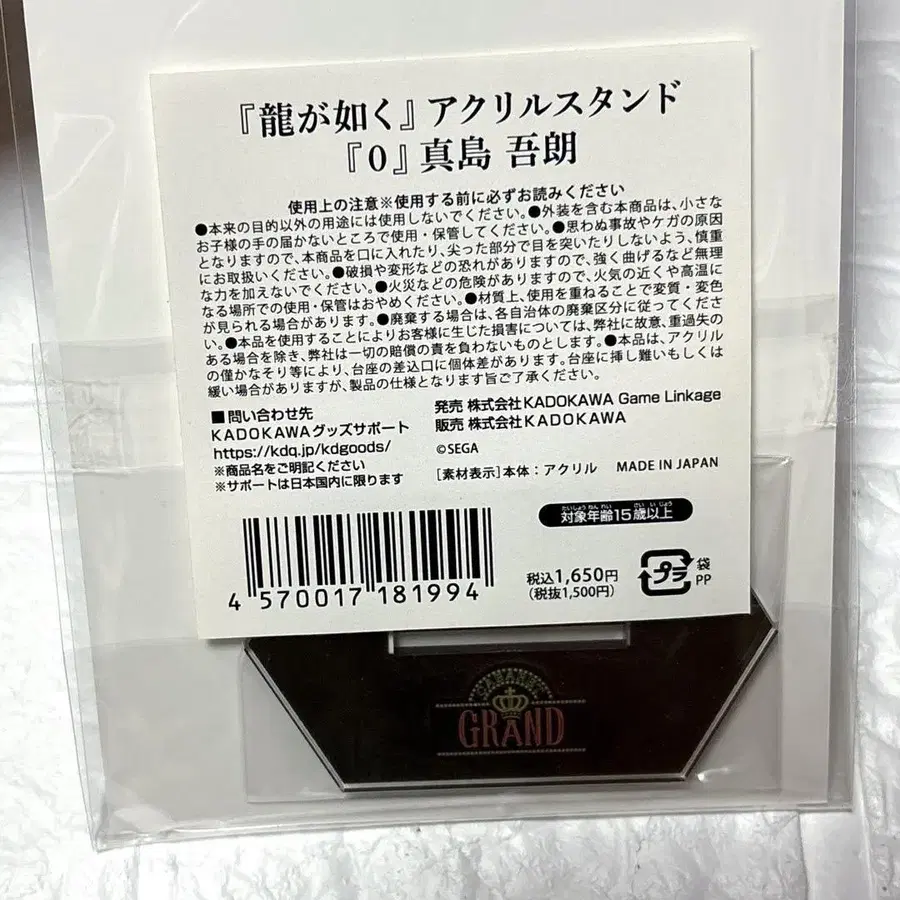 『龍が如く』アクリルスタンド
『0』真島 吾朗
使用上の注意※使用する前に必ずお読みください
●本来の目的以外の用途には使用しないでください。●外装を含む本商品は、小さな
お子様の手の届かないところで使用・保管してください。●思わぬ事故やケガの原因
となりますので、本商品を口に入れたり、尖った部分で目を突いたりしないよう、慎重
にお取扱いください。●破損や変形などの恐れがありますので、強く曲げるなど無理
な力を加えないでください。●火災などの危険がありますので、火気の近くや高温に
なる場所での使用・保管はおやめください。●材質上、使用を重ねることで変質・変色
が見られる場合があります。●廃棄する場合は、各自治体の廃棄区分に従ってくださ
い。●本品を使用することによりお客様に生じた損害については、弊社に故意、重過失の
ある場合を除き、弊社は一切の賠償の責を負わないものとします。●本品は、アクリル
の僅かなそり等により、台座の差込口に個体差があります。台座に挿し難いもしくは
緩い場合がありますが、製品の仕様となります旨ご了承ください。
■問い合わせ先
KADOKAWAグッズサポート
https://kdq.jp/kdgoods/
※商品名をご明記ください
※サポートは日本国内に限ります
発売 株式会社KADOKAWA Game Linkage
販売 株式会社KADOKAWA
©SEGA
[素材表示]本体：アクリル MADE IN JAPAN
たいしょうねんれい さい いじょう
対象年齢15歳以上
4 570017 181994
税込1,650円
(税抜1,500円)
プラ
袋
PP
CABARET
GRAND